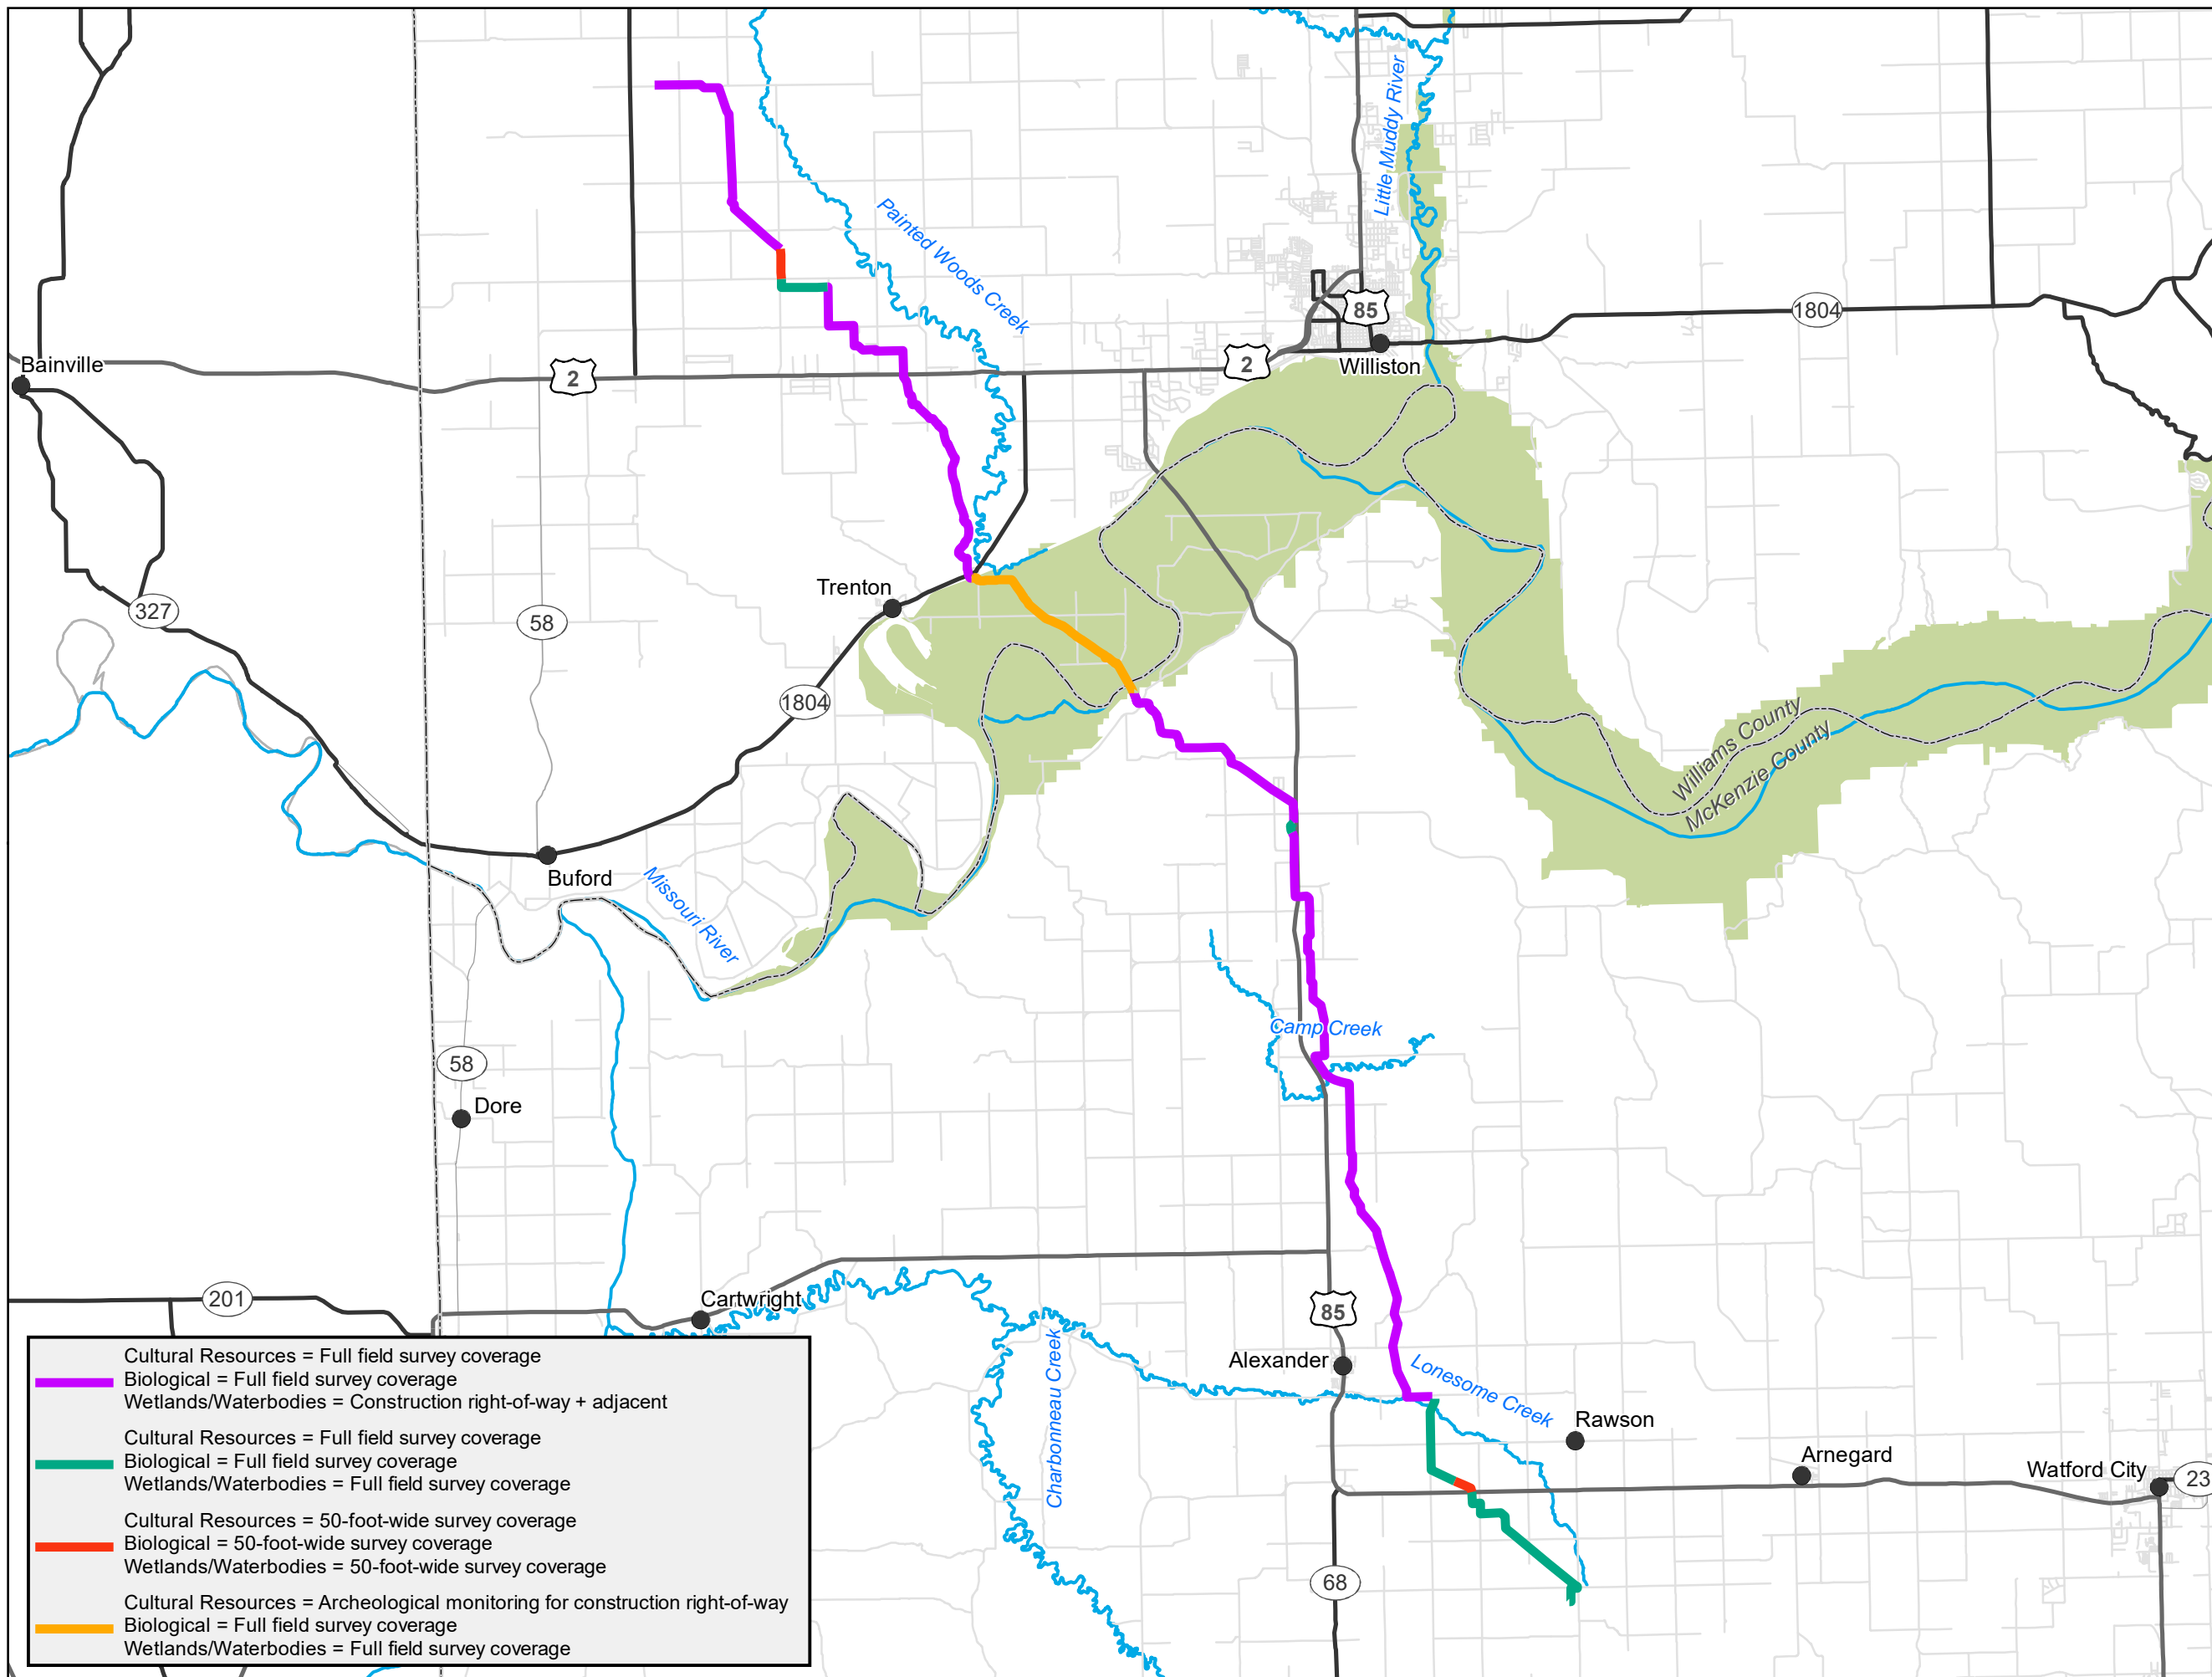 Little Muddy River
Painted Woods Creek
85
1804
2
2
Bainville
Williston
Trenton
327
58
1804
Williams County
McKenzie County
Buford
Missouri River
Camp Creek
58
Dore
201
Cartwright
85
Alexander
Lonesome Creek
Charbonneau Creek
Rawson
Arnegard
Watford City
23
68
Cultural Resources = Full field survey coverage
Biological = Full field survey coverage
Wetlands/Waterbodies = Construction right-of-way + adjacent
Cultural Resources = Full field survey coverage
Biological = Full field survey coverage
Wetlands/Waterbodies = Full field survey coverage
Cultural Resources = 50-foot-wide survey coverage
Biological = 50-foot-wide survey coverage
Wetlands/Waterbodies = 50-foot-wide survey coverage
Cultural Resources = Archeological monitoring for construction right-of-way
Biological = Full field survey coverage
Wetlands/Waterbodies = Full field survey coverage